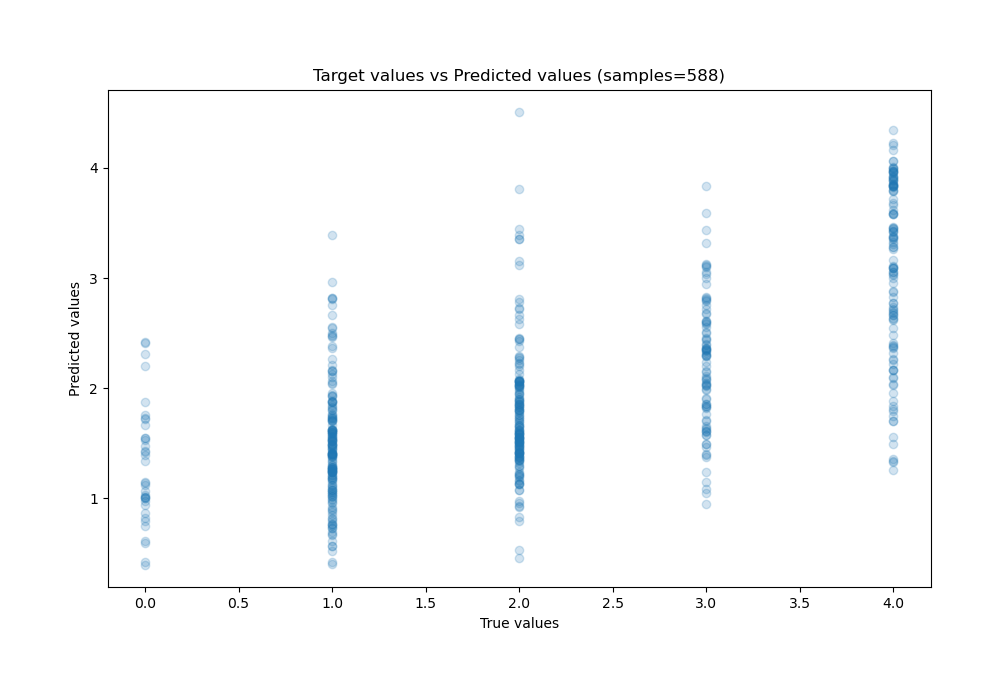 Target values vs Predicted values (samples=588)
4
3
2
1
Predicted values
0.0 0.5 1.0 1.5 2.0 2.5 3.0 3.5 4.0
True values